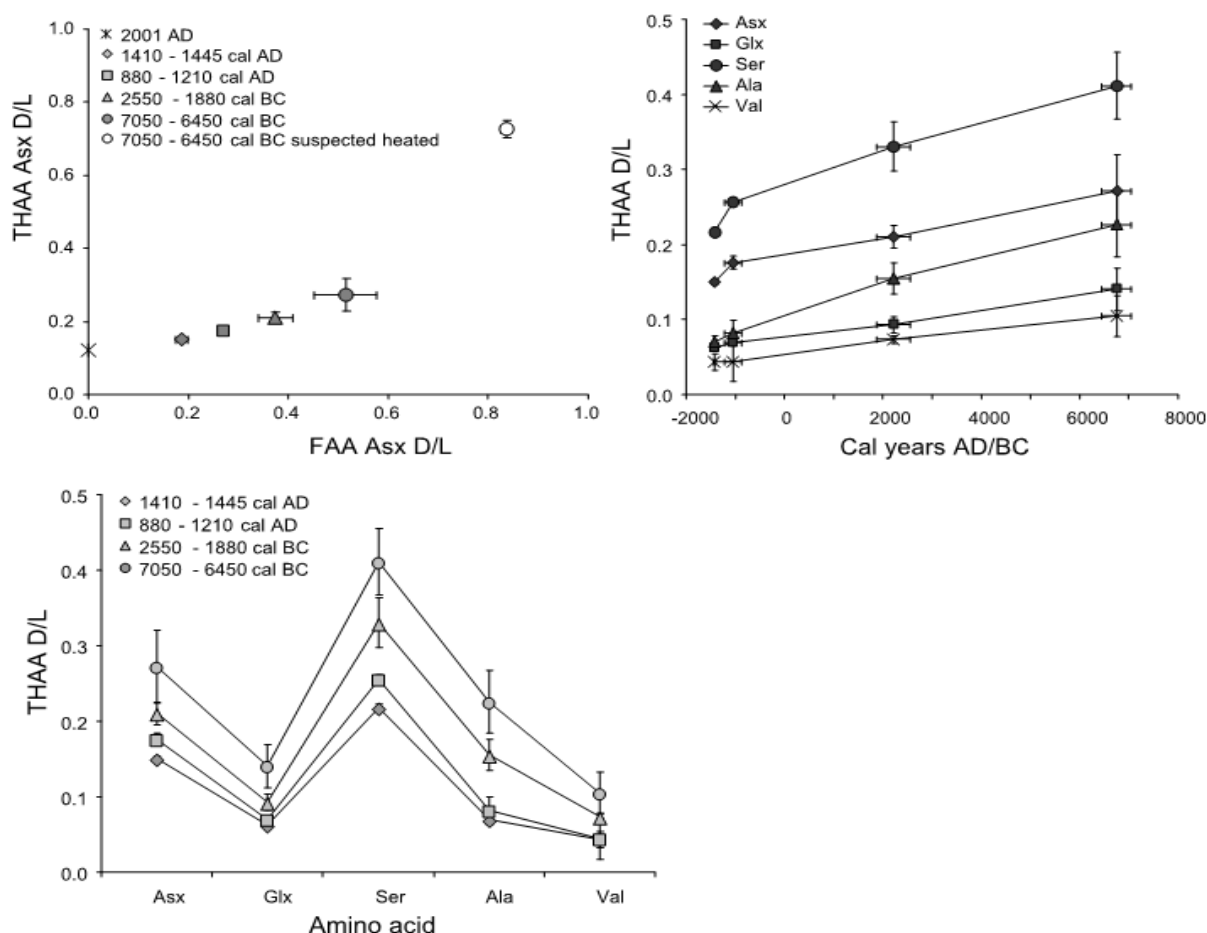 THAA Asx D/L
1.0
0.8
0.6
0.4
0.2
0.0
2001 AD
1410 - 1445 cal AD
880 - 1210 cal AD
2550 - 1880 cal BC
7050 - 6450 cal BC
7050 - 6450 cal BC suspected heated
0.0 0.2 0.4 0.6 0.8 1.0
FAA Asx D/L
THAA D/L
0.5
0.4
0.3
0.2
0.1
0.0
Asx
Glx
Ser
Ala
Val
-2000 0 2000 4000 6000 8000
Cal years AD/BC
THAA D/L
0.5
0.4
0.3
0.2
0.1
0.0
1410 - 1445 cal AD
880 - 1210 cal AD
2550 - 1880 cal BC
7050 - 6450 cal BC
Asx Glx Ser Ala Val
Amino acid